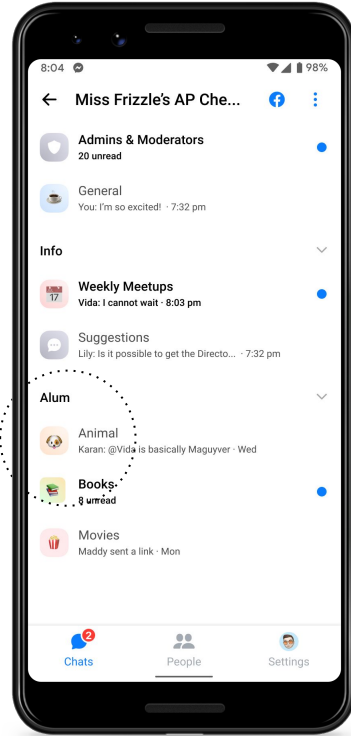 8:04 98%
Miss Frizzle's AP Che...
Admins & Moderators
20 unread
General
You: I'm so excited! · 7:32 pm
Info
17
Weekly Meetups
Vida: I cannot wait · 8:03 pm
Suggestions
Lily: Is it possible to get the Directo... · 7:32 pm
Alum
Animal
Karan: @Vida is basically Maguyver · Wed
Books
8 unread
Movies
Maddy sent a link · Mon
2
Chats People Settings